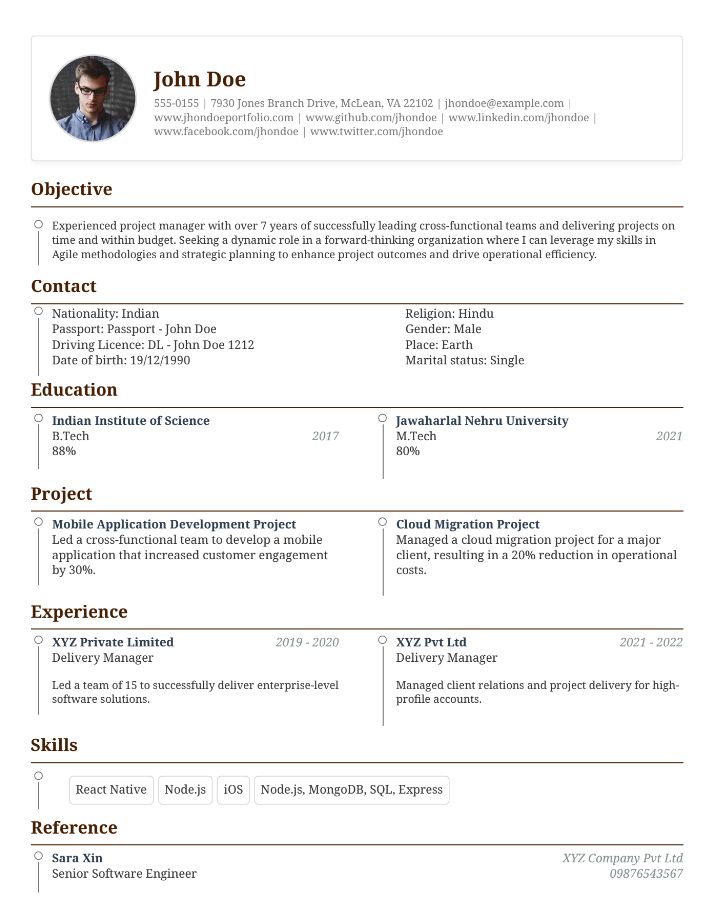 John Doe
555-0155 | 7930 Jones Branch Drive, McLean, VA 22102 | jhondoe@example.com |
www.jhondoeportfolio.com | www.github.com/jhondoe | www.linkedin.com/jhondoe |
www.facebook.com/jhondoe | www.twitter.com/jhondoe
Objective
Experienced project manager with over 7 years of successfully leading cross-functional teams and delivering projects on
time and within budget. Seeking a dynamic role in a forward-thinking organization where I can leverage my skills in
Agile methodologies and strategic planning to enhance project outcomes and drive operational efficiency.
Contact
Nationality: Indian
Passport: Passport - John Doe
Driving Licence: DL - John Doe 1212
Date of birth: 19/12/1990
Religion: Hindu
Gender: Male
Place: Earth
Marital status: Single
Education
Indian Institute of Science
B.Tech 2017
88%
Jawaharlal Nehru University
M.Tech 2021
80%
Project
Mobile Application Development Project
Led a cross-functional team to develop a mobile
application that increased customer engagement
by 30%.
Cloud Migration Project
Managed a cloud migration project for a major
client, resulting in a 20% reduction in operational
costs.
Experience
XYZ Private Limited 2019 - 2020
Delivery Manager
Led a team of 15 to successfully deliver enterprise-level
software solutions.
XYZ Pvt Ltd 2021 - 2022
Delivery Manager
Managed client relations and project delivery for high-
profile accounts.
Skills
React Native Node.js iOS Node.js, MongoDB, SQL, Express
Reference
Sara Xin XYZ Company Pvt Ltd
Senior Software Engineer 09876543567